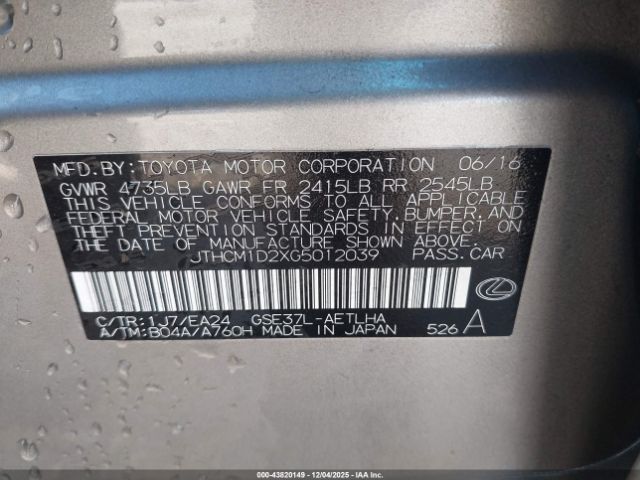 MFD.BY:TOYOTA MOTOR CORPORATION 06/16
GVWR 4735LB GAWR FR 2415LB RR 2545LB
THIS VEHICLE CONFORMS TO ALL APPLICABLE
FEDERAL MOTOR VEHICLE SAFETY,BUMPER,AND
THEFT PREVENTION STANDARDS IN EFFECT ON
THE DATE OF MANUFACTURE SHOWN ABOVE.
JTHCM1D2XG5012039 PASS.CAR
C/TR:1J7/EA24 GSE37L-AETLHA
A/TM:B04A/A760H MADE IN JAPAN 526 A
000-43820149 - 12/04/2025 - IAAI, Inc.